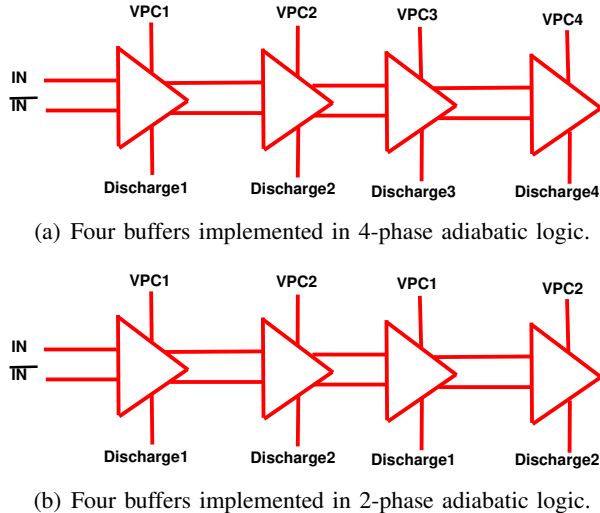 VPC1 VPC2 VPC3 VPC4
IN
IN
Discharge1 Discharge2 Discharge3 Discharge4
(a) Four buffers implemented in 4-phase adiabatic logic.
VPC1 VPC2 VPC1 VPC2
IN
IN
Discharge1 Discharge2 Discharge1 Discharge2
(b) Four buffers implemented in 2-phase adiabatic logic.